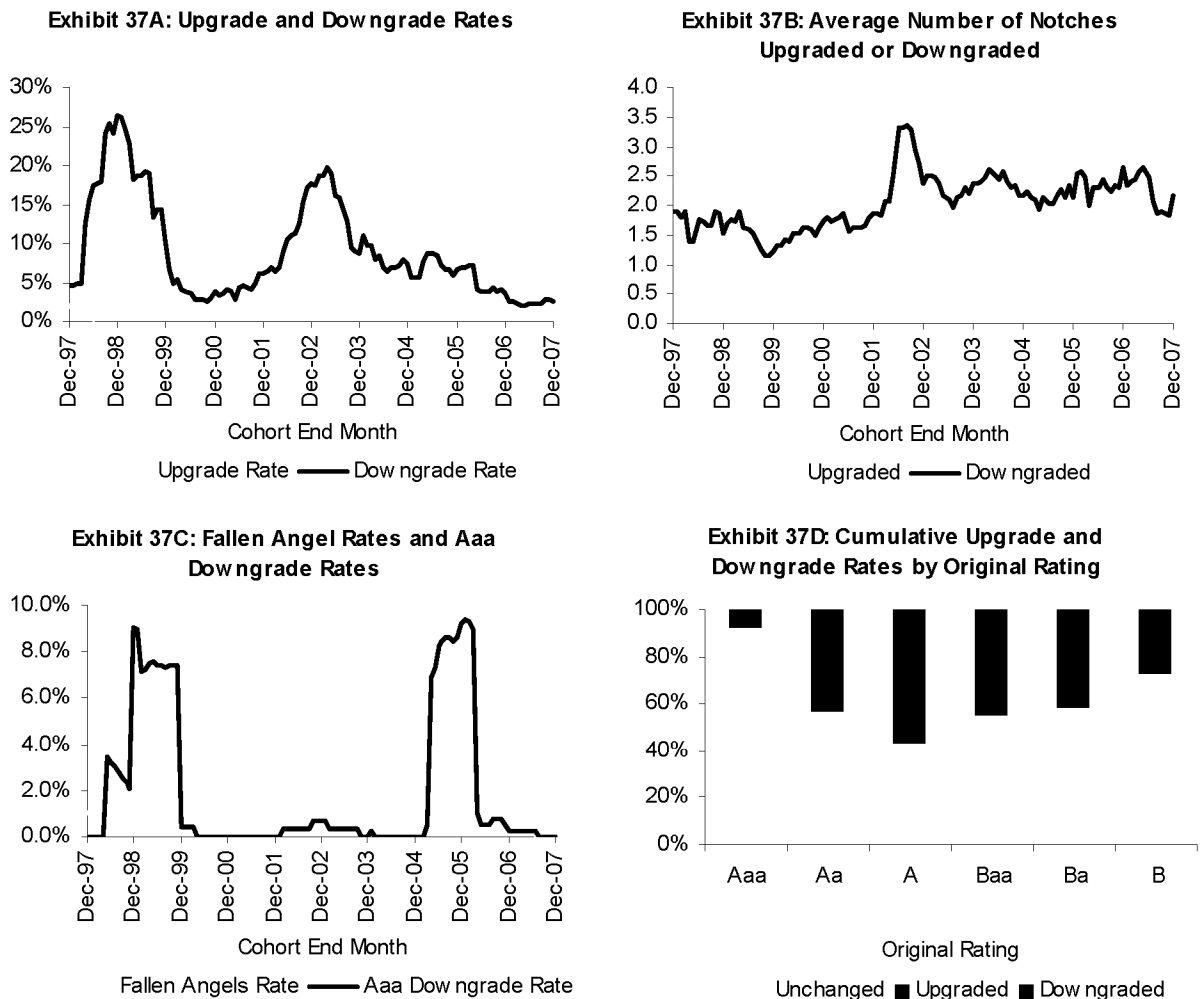 Exhibit 37A: Upgrade and Downgrade Rates
30%
25%
20%
15%
10%
5%
0%
Dec-97
Dec-98
Dec-99
Dec-00
Dec-01
Dec-02
Dec-03
Dec-04
Dec-05
Dec-06
Dec-07
Cohort End Month
Upgrade Rate Downgrade Rate
Exhibit 37B: Average Number of Notches
Upgraded or Downgraded
4.0
3.5
3.0
2.5
2.0
1.5
1.0
0.5
0.0
Dec-97
Dec-98
Dec-99
Dec-00
Dec-01
Dec-02
Dec-03
Dec-04
Dec-05
Dec-06
Dec-07
Cohort End Month
Upgraded Downgraded
Exhibit 37C: Fallen Angel Rates and Aaa
Downgrade Rates
10.0%
8.0%
6.0%
4.0%
2.0%
0.0%
Dec-97
Dec-98
Dec-99
Dec-00
Dec-01
Dec-02
Dec-03
Dec-04
Dec-05
Dec-06
Dec-07
Cohort End Month
Fallen Angels Rate Aaa Downgrade Rate
Exhibit 37D: Cumulative Upgrade and
Downgrade Rates by Original Rating
100%
80%
60%
40%
20%
0%
Aaa Aa A Baa Ba B
Original Rating
Unchanged Upgraded Downgraded